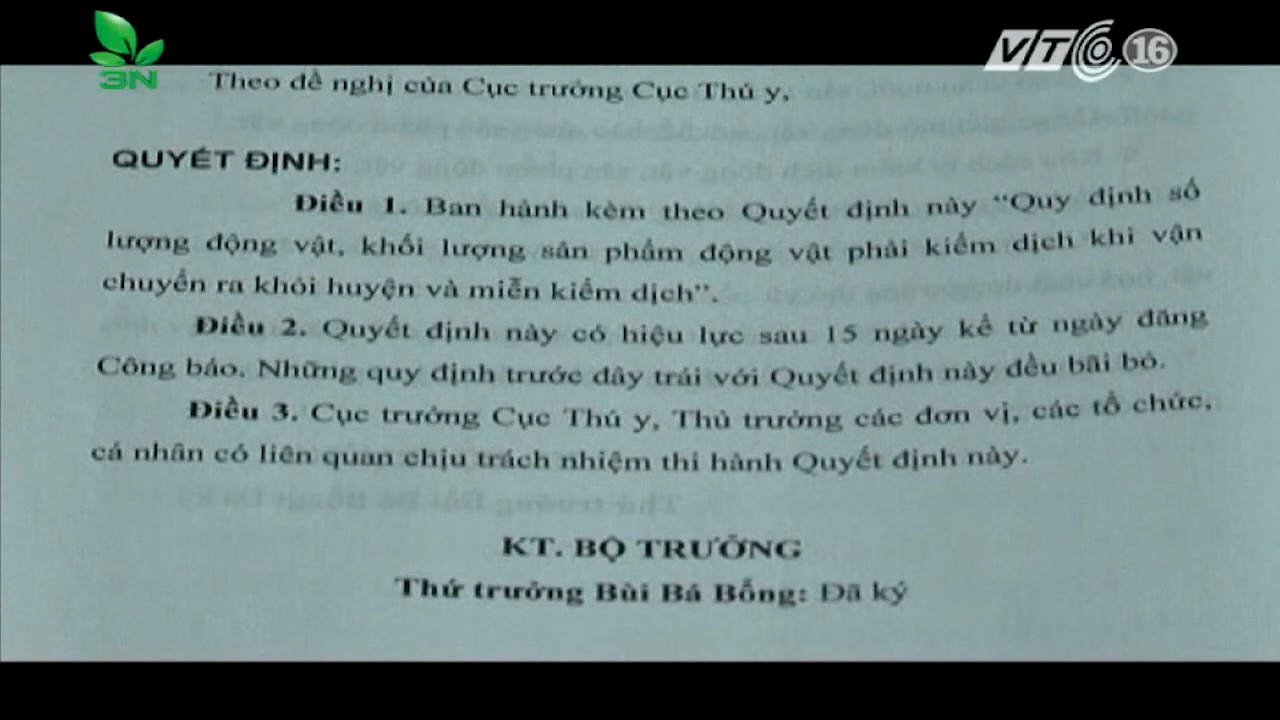 3N
VTC 16
Theo đề nghị của Cục trưởng Cục Thú y,
QUYẾT ĐỊNH:
Điều 1. Ban hành kèm theo Quyết định này “Quy định số
lượng động vật, khối lượng sản phẩm động vật phải kiểm dịch khi vận
chuyển ra khỏi huyện và miễn kiểm dịch”.
Điều 2. Quyết định này có hiệu lực sau 15 ngày kể từ ngày đăng
Công báo. Những quy định trước đây trái với Quyết định này đều bãi bỏ.
Điều 3. Cục trưởng Cục Thú y, Thủ trưởng các đơn vị, các tổ chức,
cá nhân có liên quan chịu trách nhiệm thi hành Quyết định này.
KT. BỘ TRƯỞNG
Thứ trưởng Bùi Bá Bổng: Đã ký